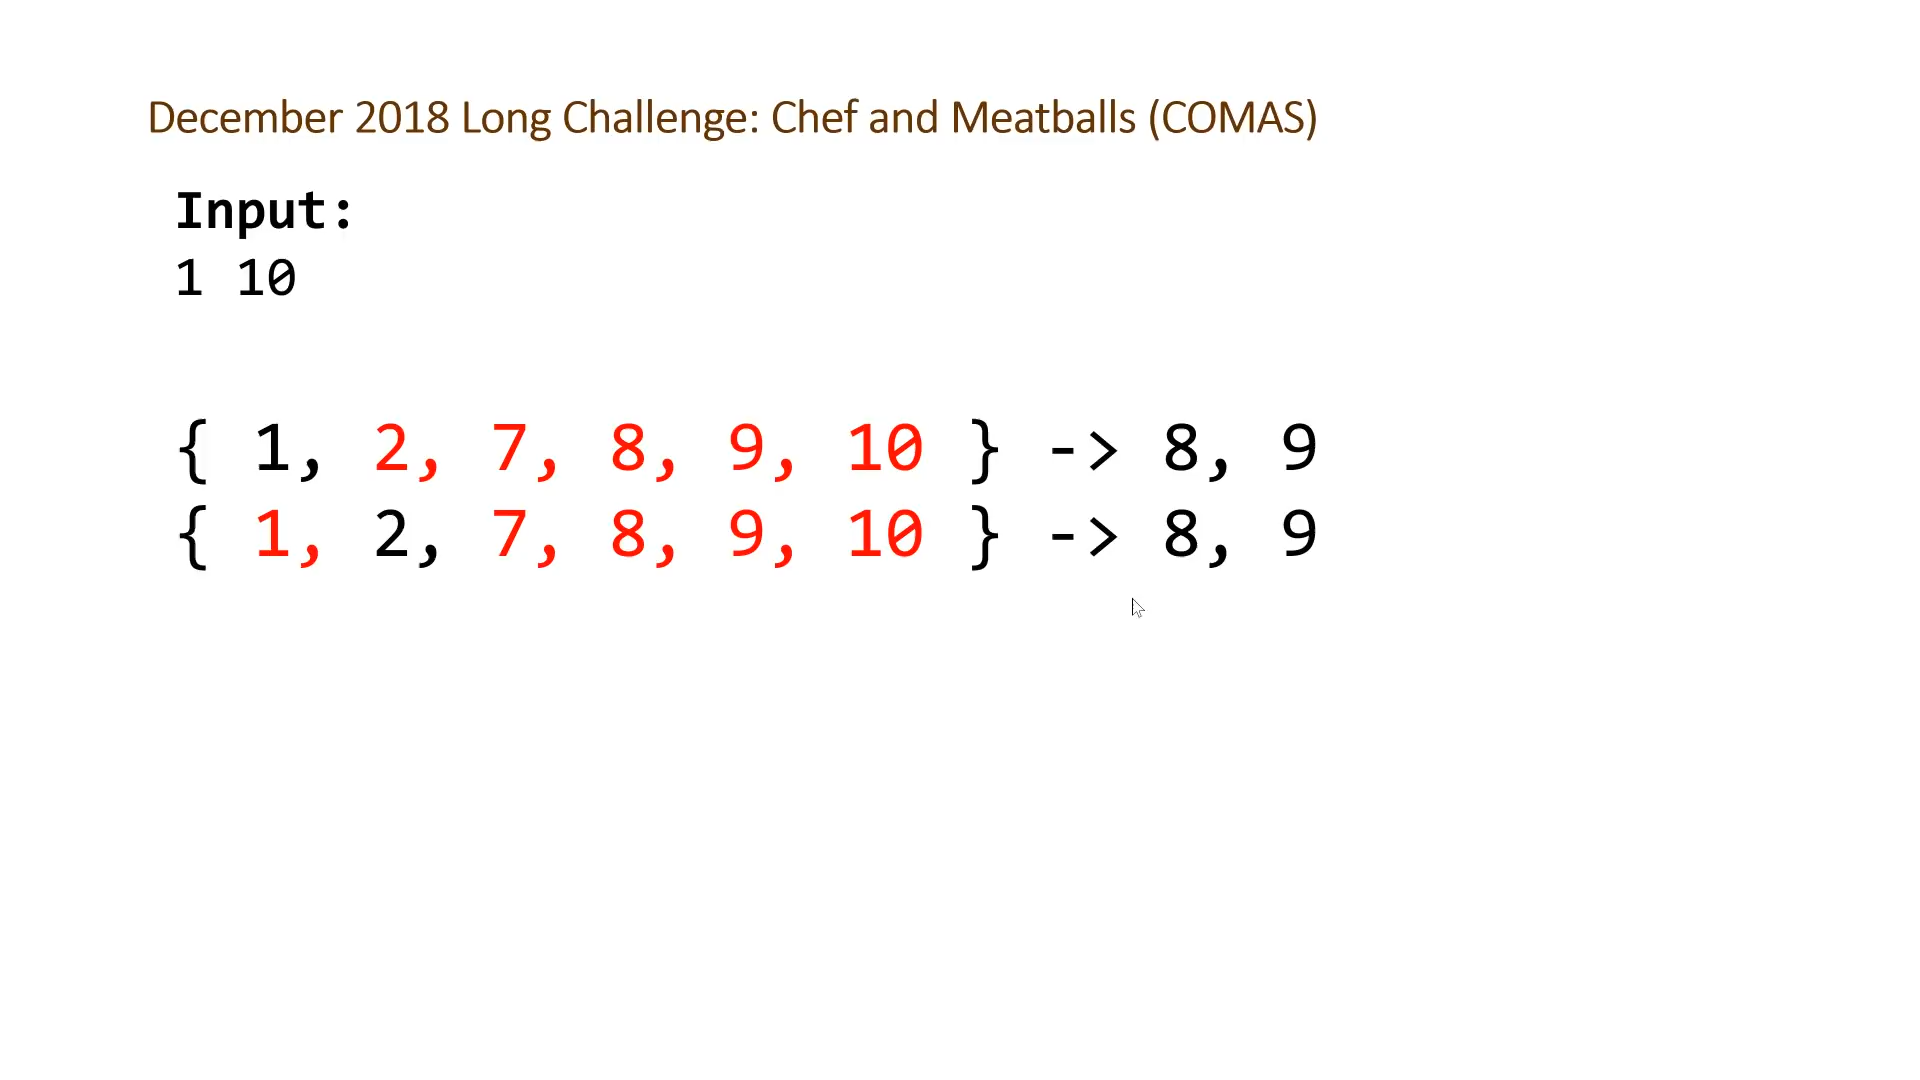 December 2018 Long Challenge: Chef and Meatballs (COMAS)
Input:
1 10
{ 1, 2, 7, 8, 9, 10 } -> 8, 9
{ 1, 2, 7, 8, 9, 10 } -> 8, 9